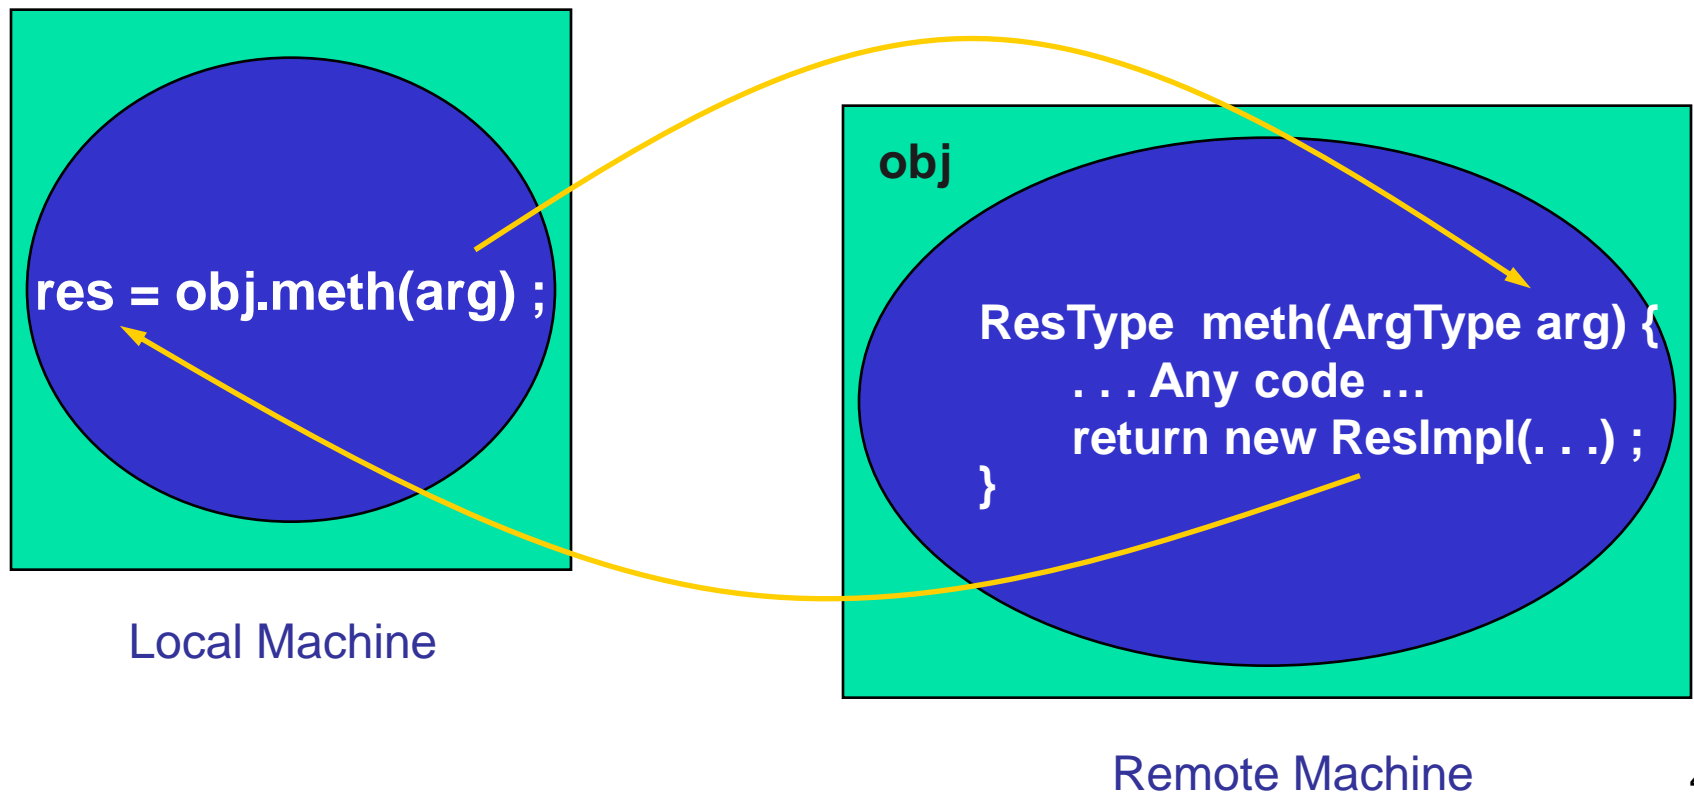 res = obj.meth(arg) ;
Local Machine
obj
ResType meth(ArgType arg) {
. . . Any code …
return new ResImpl(. . .) ;
}
Remote Machine